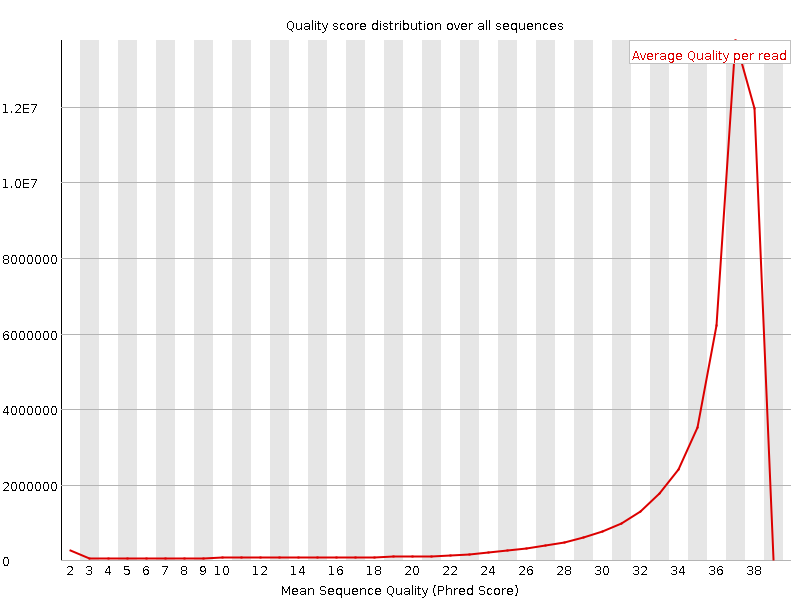 Quality score distribution over all sequences
Average Quality per read
1.2E7
1.0E7
8000000
6000000
4000000
2000000
0
2 3 4 5 6 7 8 9 10 12 14 16 18 20 22 24 26 28 30 32 34 36 38
Mean Sequence Quality (Phred Score)